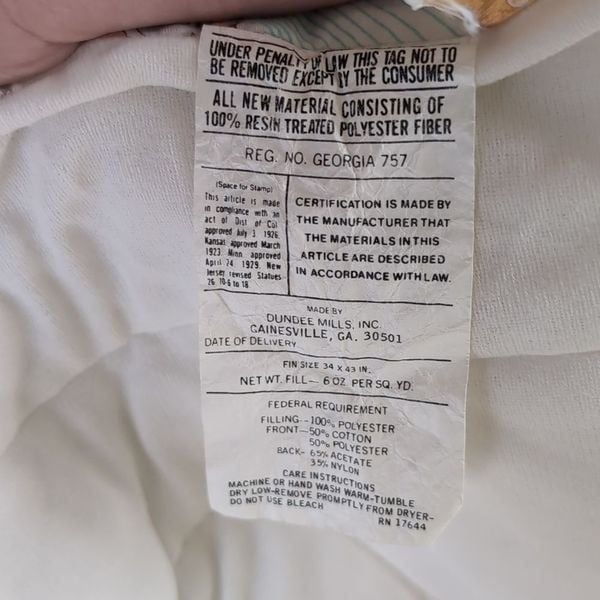 UNDER PENALTY OF LAW THIS TAG NOT TO
BE REMOVED EXCEPT BY THE CONSUMER
ALL NEW MATERIAL CONSISTING OF
100% RESIN TREATED POLYESTER FIBER
REG. NO. GEORGIA 757
(Space for Stamp)
This article is made
in compliance with an
act of Dist of Col
approved July 3 1926
Kansas approved March
1923 Minn approved
April 24 1929, New
Jersey revised Statues
26 10-6 to 18
CERTIFICATION IS MADE BY
THE MANUFACTURER THAT
THE MATERIALS IN THIS
ARTICLE ARE DESCRIBED
IN ACCORDANCE WITH LAW.
MADE BY
DUNDEE MILLS, INC.
GAINESVILLE, GA. 30501
DATE OF DELIVERY
FIN SIZE 34 X 43 IN.
NET WT. FILL— 6 OZ PER SQ. YD.
FEDERAL REQUIREMENT
FILLING--100% POLYESTER
FRONT—50% COTTON
50% POLYESTER
BACK- 65% ACETATE
35% NYLON
CARE INSTRUCTIONS
MACHINE OR HAND WASH WARM-TUMBLE
DRY LOW-REMOVE PROMPTLY FROM DRYER-
DO NOT USE BLEACH
RN 17644